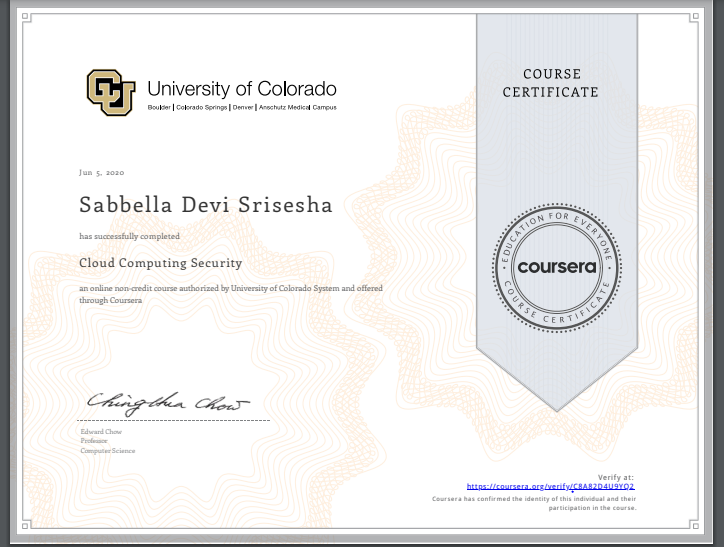 University of Colorado
Boulder | Colorado Springs | Denver | Anschutz Medical Campus
COURSE
CERTIFICATE
Jun 5, 2020
Sabbella Devi Srisesha
has successfully completed
Cloud Computing Security
an online non-credit course authorized by University of Colorado System and offered
through Coursera
EDUCATION FOR EVERYONE
coursera
COURSE CERTIFICATE
Ching-Hua Chow
Edward Chow
Professor
Computer Science
Verify at:
https://coursera.org/verify/C8A82D4U9YQ2
Coursera has confirmed the identity of this individual and their
participation in the course.